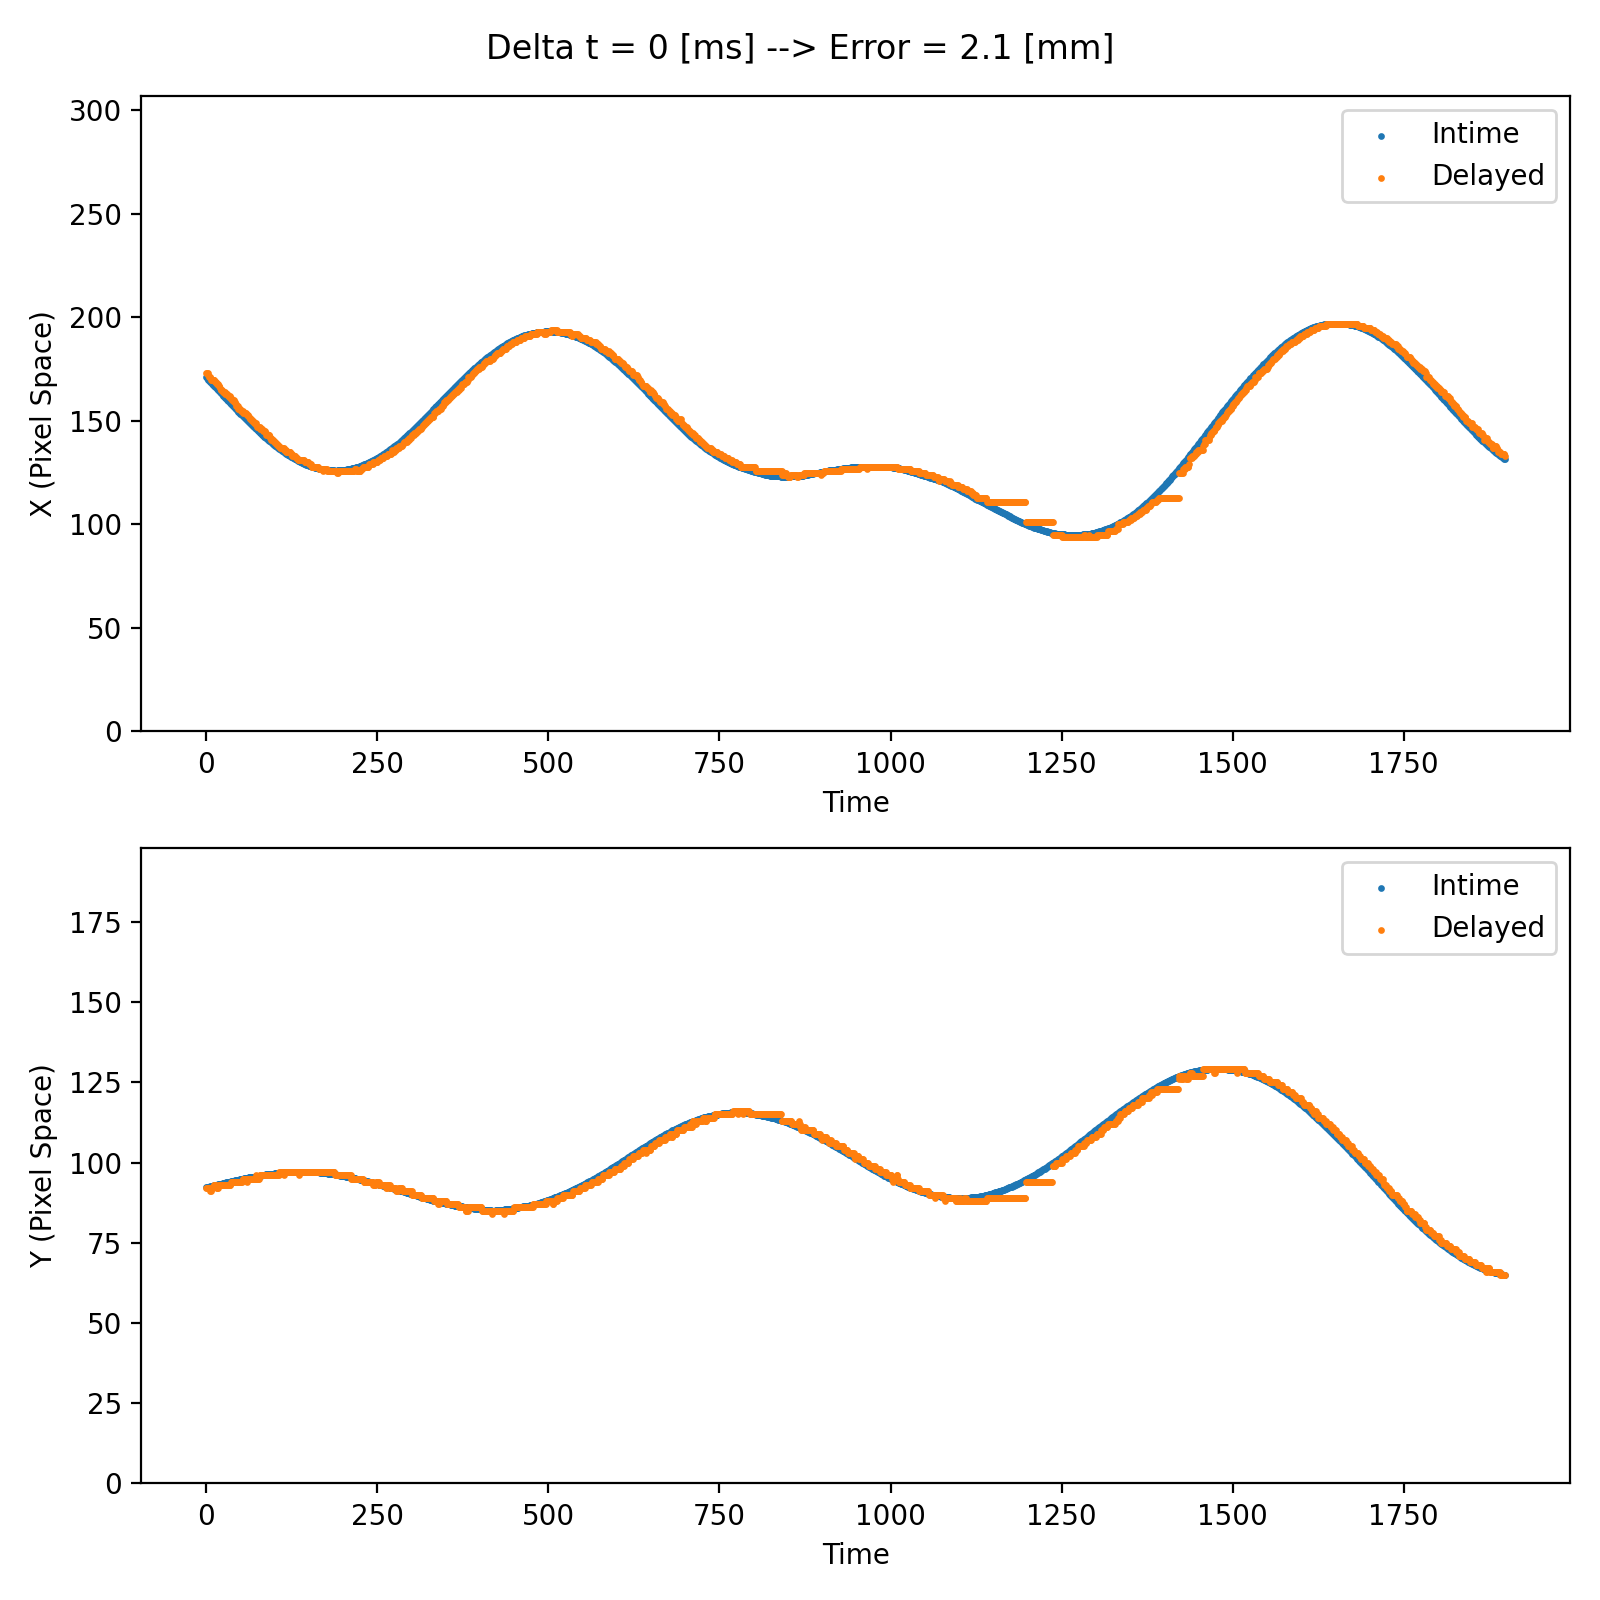 Delta t = 0 [ms] --> Error = 2.1 [mm]
300
250
200
150
100
50
0
X (Pixel Space)
Intime
Delayed
0 250 500 750 1000 1250 1500 1750
Time
175
150
125
100
75
50
25
0
Y (Pixel Space)
Intime
Delayed
0 250 500 750 1000 1250 1500 1750
Time